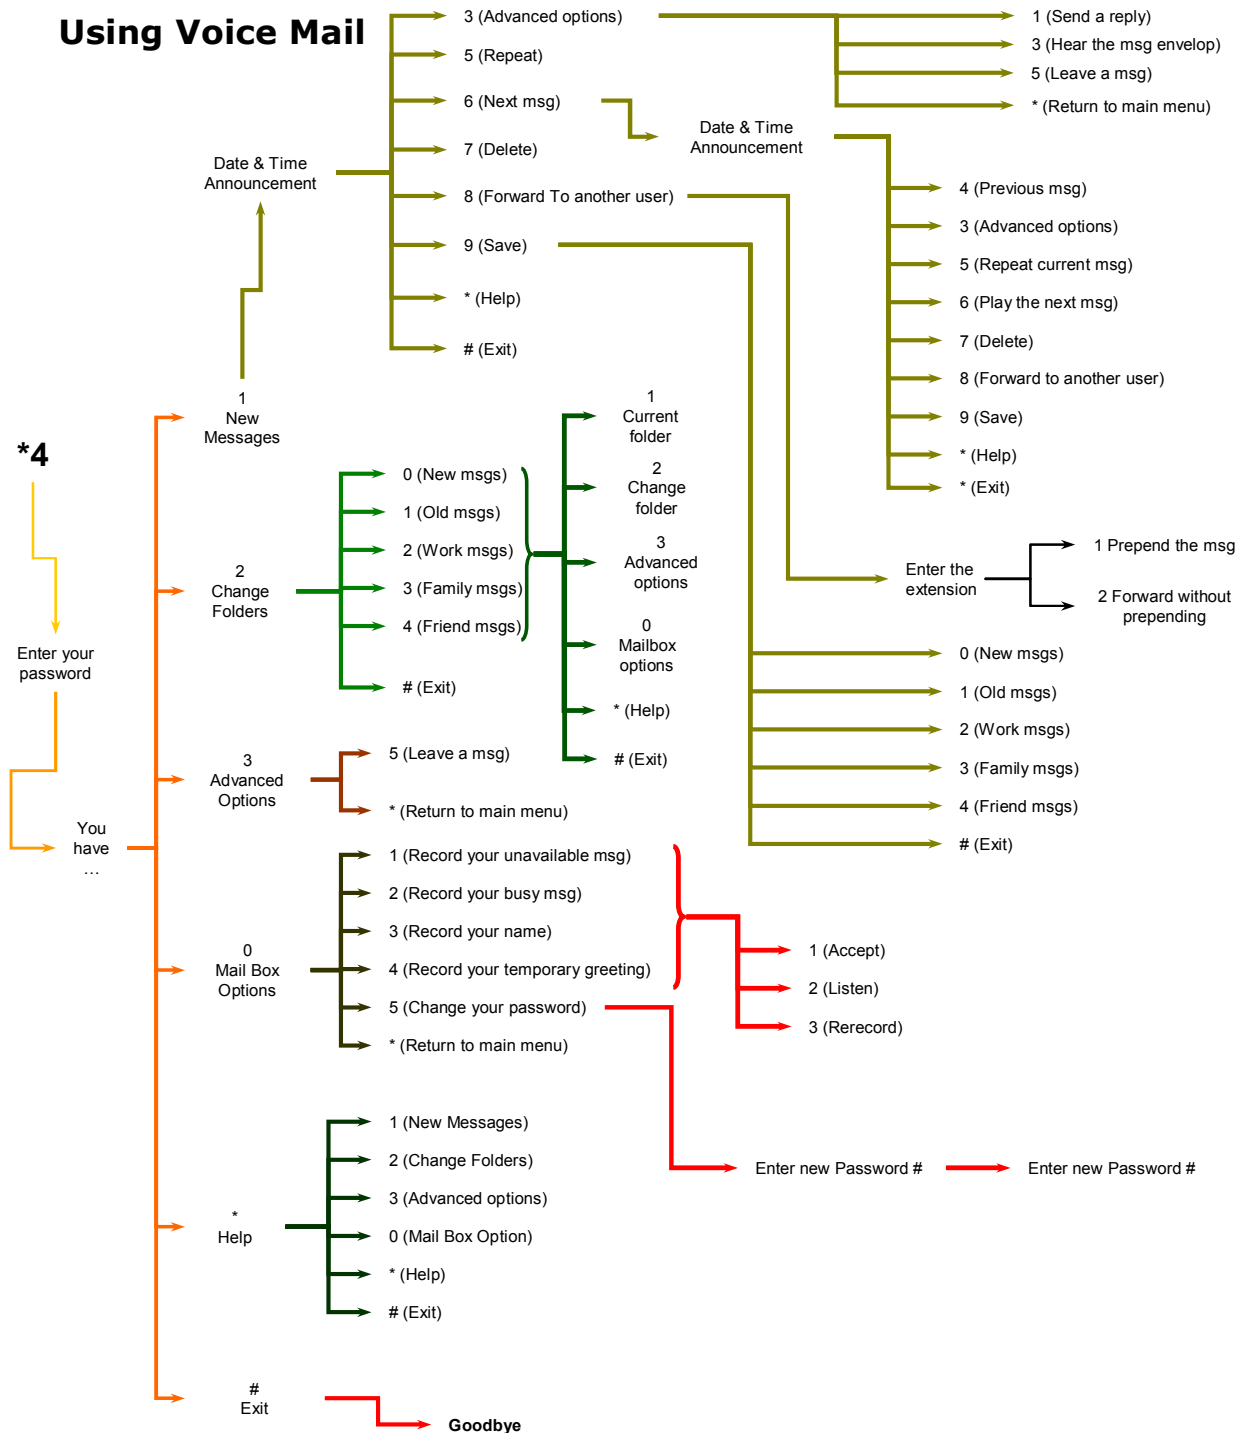 Using Voice Mail
3 (Advanced options)
5 (Repeat)
6 (Next msg)
7 (Delete)
8 (Forward To another user)
9 (Save)
* (Help)
# (Exit)
1 (Send a reply)
3 (Hear the msg envelop)
5 (Leave a msg)
* (Return to main menu)
Date & Time
Announcement
Date & Time
Announcement
4 (Previous msg)
3 (Advanced options)
5 (Repeat current msg)
6 (Play the next msg)
7 (Delete)
8 (Forward to another user)
9 (Save)
* (Help)
* (Exit)
1
New
Messages
*4
Enter your
password
You
have
...
2
Change
Folders
0 (New msgs)
1 (Old msgs)
2 (Work msgs)
3 (Family msgs)
4 (Friend msgs)
# (Exit)
1
Current
folder
2
Change
folder
3
Advanced
options
0
Mailbox
options
* (Help)
# (Exit)
Enter the
extension
1 Prepend the msg
2 Forward without
prepending
0 (New msgs)
1 (Old msgs)
2 (Work msgs)
3 (Family msgs)
4 (Friend msgs)
# (Exit)
3
Advanced
Options
5 (Leave a msg)
* (Return to main menu)
0
Mail Box
Options
1 (Record your unavailable msg)
2 (Record your busy msg)
3 (Record your name)
4 (Record your temporary greeting)
5 (Change your password)
* (Return to main menu)
1 (Accept)
2 (Listen)
3 (Rerecord)
Enter new Password #
Enter new Password #
*
Help
1 (New Messages)
2 (Change Folders)
3 (Advanced options)
0 (Mail Box Option)
* (Help)
# (Exit)
#
Exit
Goodbye